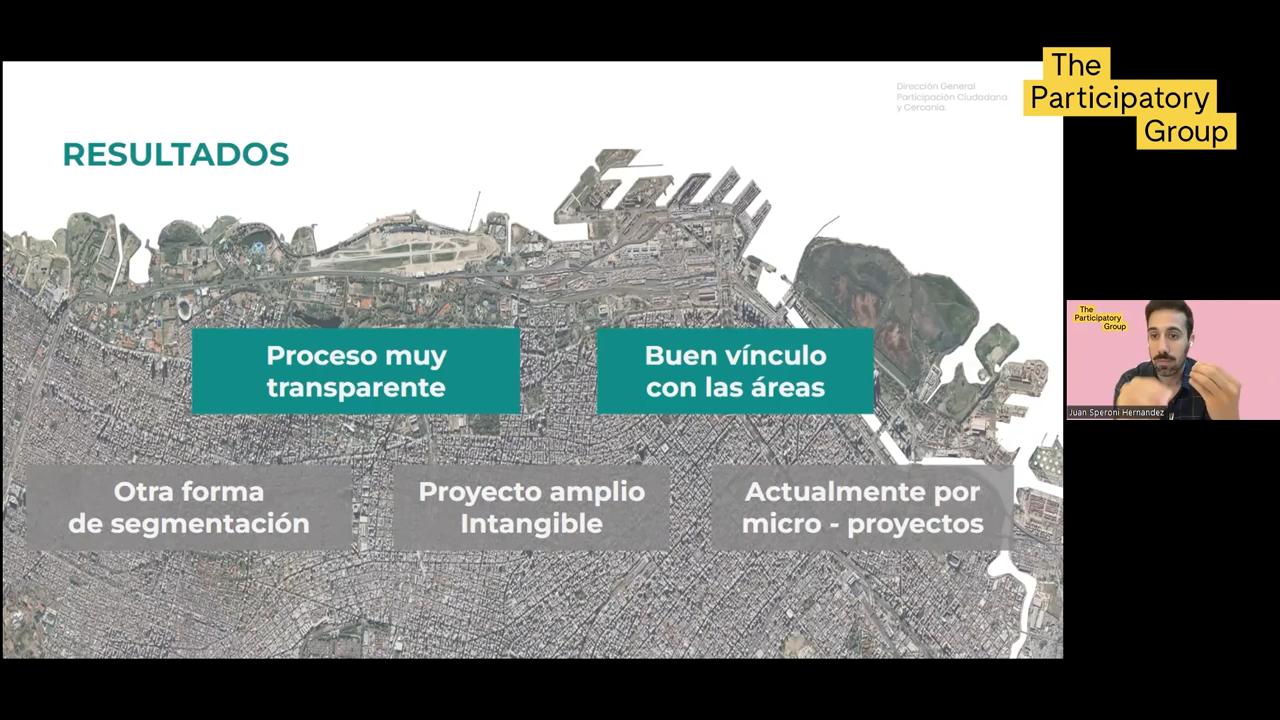 Dirección General
Participación Ciudadana
y Cercanía.
The
Participatory
Group
RESULTADOS
Proceso muy
transparente
Buen vínculo
con las áreas
Otra forma
de segmentación
Proyecto amplio
Intangible
Actualmente por
micro - proyectos
The
Participatory
Group
Juan Speroni Hernandez